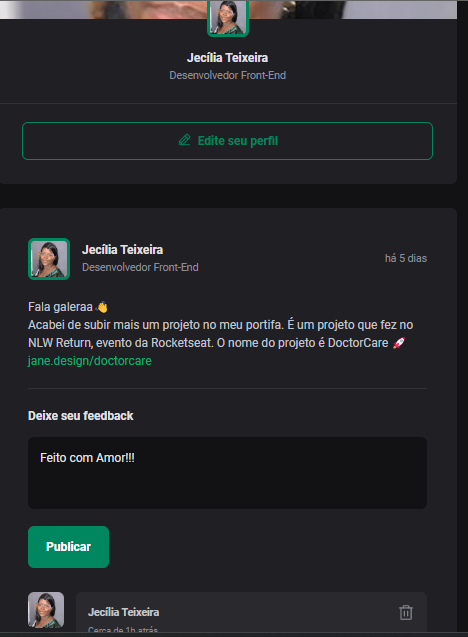 Jecília Teixeira
Desenvolvedor Front-End
Edite seu perfil
Jecília Teixeira
Desenvolvedor Front-End
há 5 dias
Fala galeraa 👋
Acabei de subir mais um projeto no meu portifa. É um projeto que fez no
NLW Return, evento da Rocketseat. O nome do projeto é DoctorCare 🚀
jane.design/doctorcare
Deixe seu feedback
Feito com Amor!!!
Publicar
Jecília Teixeira
Cerca de 1h atrás